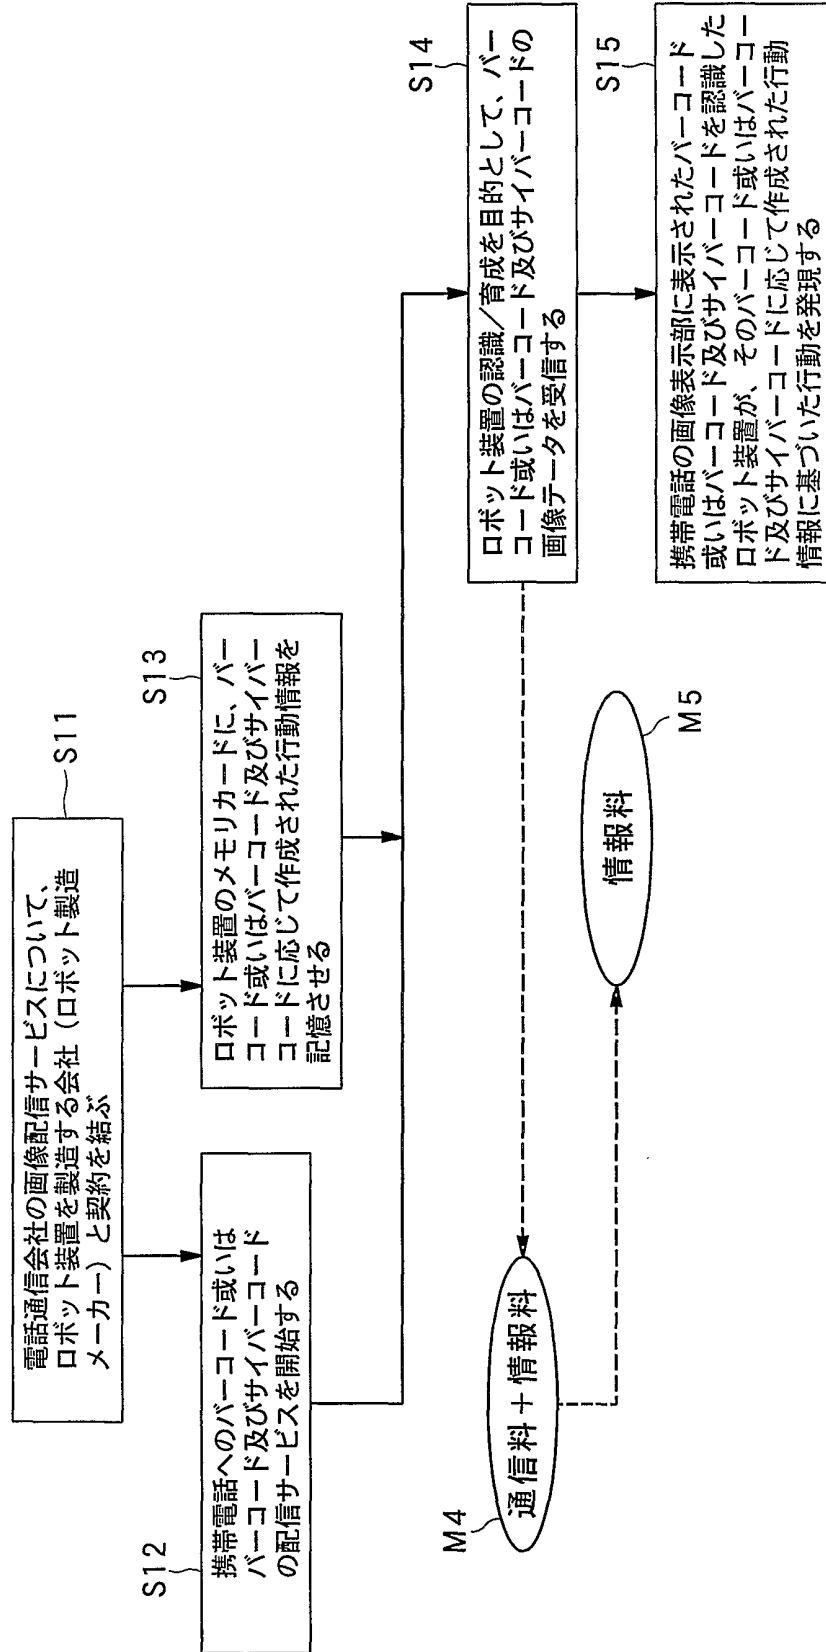 S11
電話通信会社の画像配信サービスについて、
ロボット装置を製造する会社（ロボット製造
メーカー）と契約を結ぶ
S12
携帯電話へのバーコード或いは
バーコード及びサイバーコード
の配信サービスを開始する
S13
ロボット装置のメモリカードに、バー
コード或いはバーコード及びサイバー
コードに応じて作成された行動情報を
記憶させる
S14
ロボット装置の認識／育成を目的として、バー
コード或いはバーコード及びサイバーコードの
画像データを受信する
S15
携帯電話の画像表示部に表示されたバーコード
或いはバーコード及びサイバーコードを認識した
ロボット装置が、そのバーコード或いはバーコー
ド及びサイバーコードに応じて作成された行動
情報に基づいた行動を発現する
M4
通信料＋情報料
M5
情報料